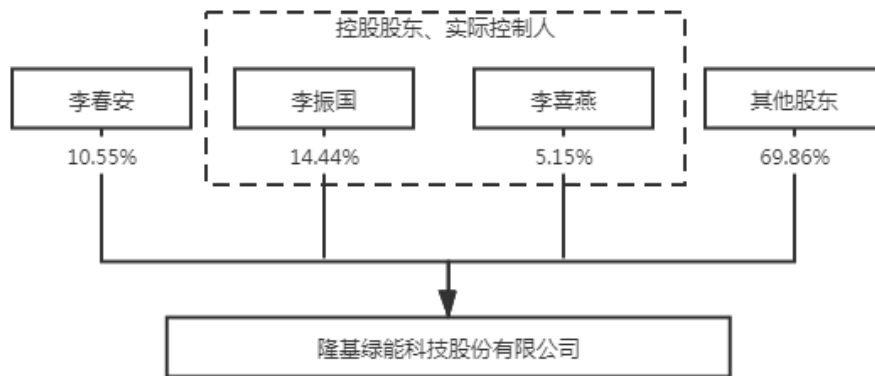 控股股东、实际控制人
李春安
李振国
李喜燕
其他股东
10.55%
14.44%
5.15%
69.86%
隆基绿能科技股份有限公司